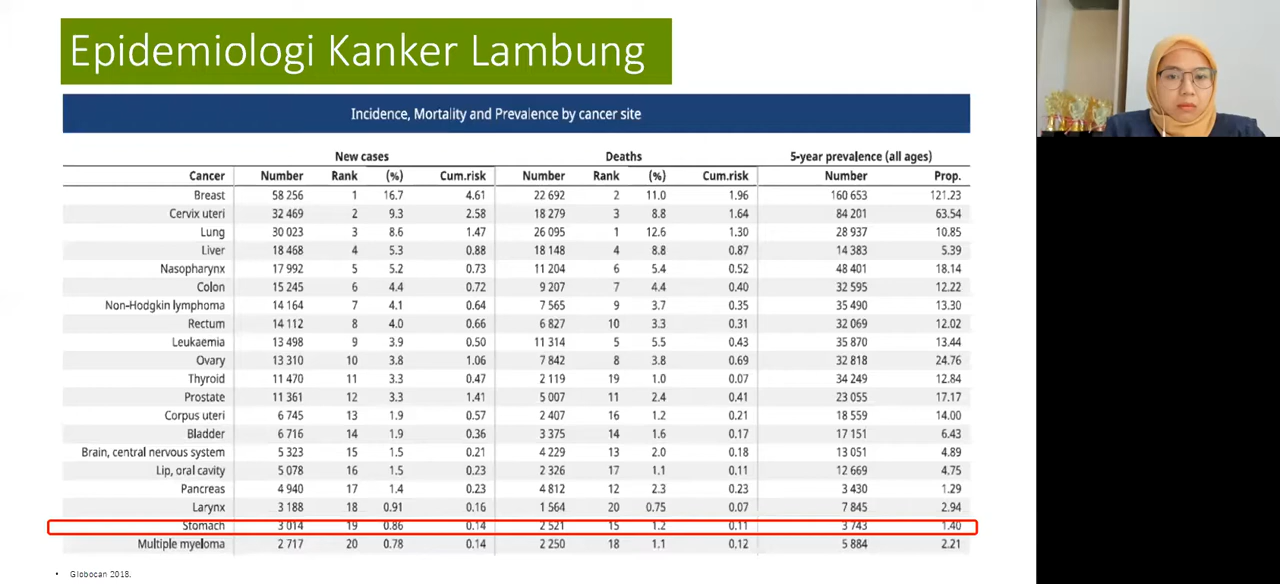 Epidemiologi Kanker Lambung
Incidence, Mortality and Prevalence by cancer site
New cases Deaths 5-year prevalence (all ages)
Cancer Number Rank (%) Cum.risk Number Rank (%) Cum.risk Number Prop.
Breast 58 256 1 16.7 4.61 22 692 2 11.0 1.96 160 653 121.23
Cervix uteri 32 469 2 9.3 2.58 18 279 3 8.8 1.64 84 201 63.54
Lung 30 023 3 8.6 1.47 26 095 1 12.6 1.30 28 937 10.85
Liver 18 468 4 5.3 0.88 18 148 4 8.8 0.87 14 383 5.39
Nasopharynx 17 992 5 5.2 0.73 11 204 6 5.4 0.52 48 401 18.14
Colon 15 245 6 4.4 0.72 9 207 7 4.4 0.40 32 595 12.22
Non-Hodgkin lymphoma 14 164 7 4.1 0.64 7 565 9 3.7 0.35 35 490 13.30
Rectum 14 112 8 4.0 0.66 6 827 10 3.3 0.31 32 069 12.02
Leukaemia 13 498 9 3.9 0.50 11 314 5 5.5 0.43 35 870 13.44
Ovary 13 310 10 3.8 1.06 7 842 8 3.8 0.69 32 818 24.76
Thyroid 11 470 11 3.3 0.47 2 119 19 1.0 0.07 34 249 12.84
Prostate 11 361 12 3.3 1.41 5 007 11 2.4 0.41 23 055 17.17
Corpus uteri 6 745 13 1.9 0.57 2 407 16 1.2 0.21 18 559 14.00
Bladder 6 716 14 1.9 0.36 3 375 14 1.6 0.17 17 151 6.43
Brain, central nervous system 5 323 15 1.5 0.21 4 229 13 2.0 0.18 13 051 4.89
Lip, oral cavity 5 078 16 1.5 0.23 2 326 17 1.1 0.11 12 669 4.75
Pancreas 4 940 17 1.4 0.23 4 812 12 2.3 0.23 3 430 1.29
Larynx 3 188 18 0.91 0.16 1 564 20 0.75 0.07 7 845 2.94
Stomach 3 014 19 0.86 0.14 2 521 15 1.2 0.11 3 743 1.40
Multiple myeloma 2 717 20 0.78 0.14 2 250 18 1.1 0.12 5 884 2.21
• Globocan 2018.